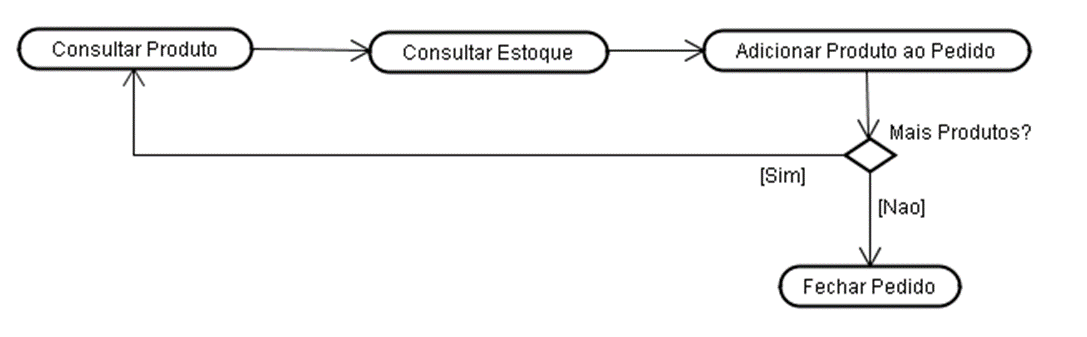 Consultar Produto
Consultar Estoque
Adicionar Produto ao Pedido
Mais Produtos?
[Sim]
[Nao]
Fechar Pedido